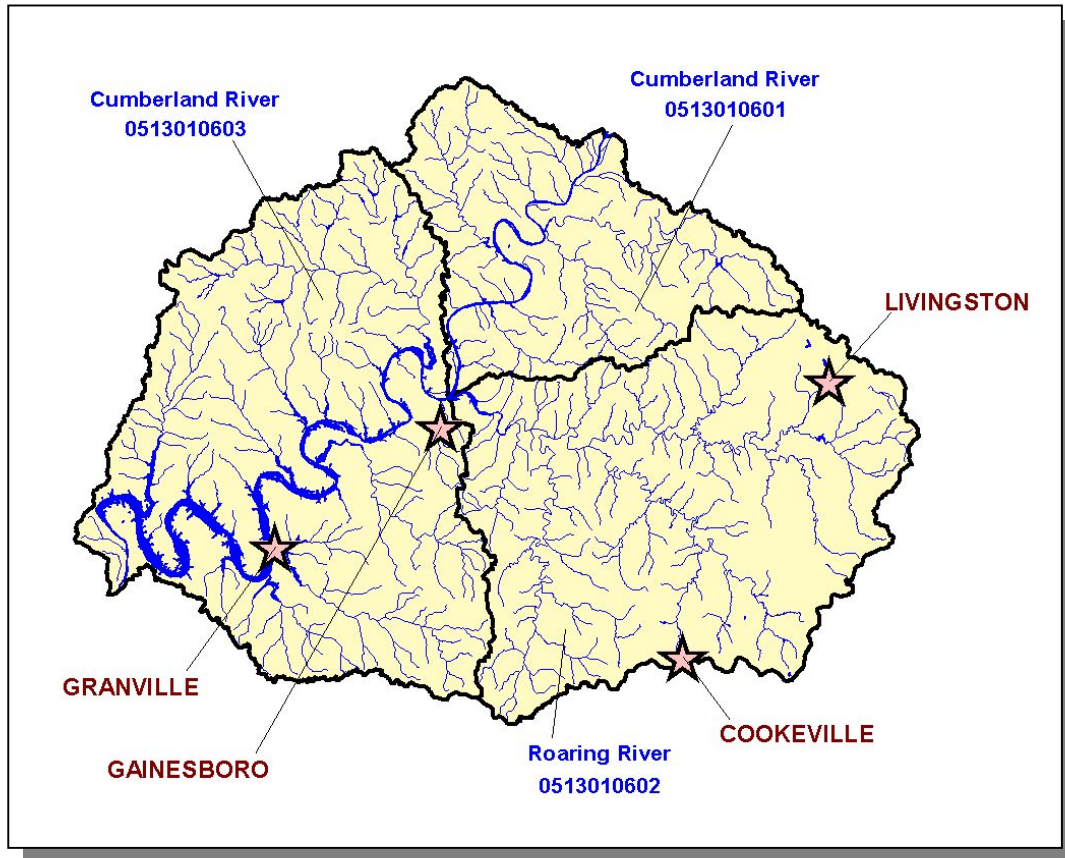 Cumberland River
0513010601
Cumberland River
0513010603
LIVINGSTON
GRANVILLE
GAINESBORO
COOKEVILLE
Roaring River
0513010602